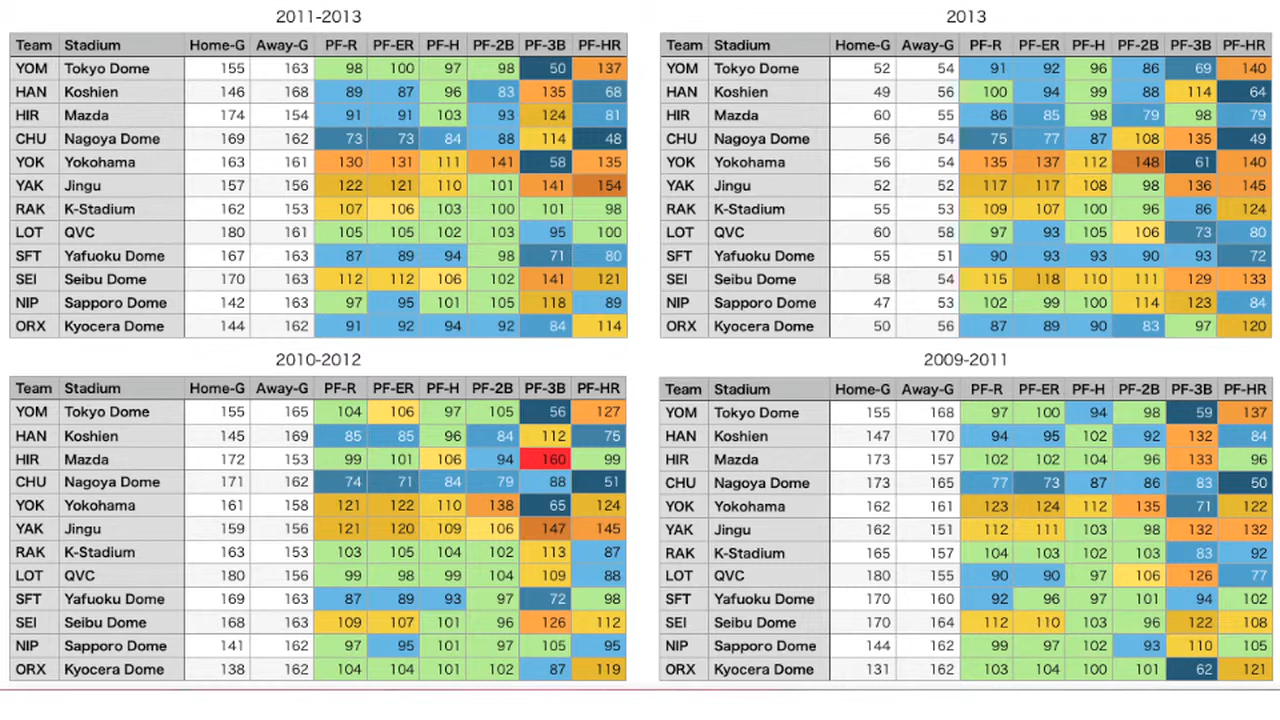 2011-2013
Team Stadium Home-G Away-G PF-R PF-ER PF-H PF-2B PF-3B PF-HR
YOM Tokyo Dome 155 163 98 100 97 98 50 137
HAN Koshien 146 168 89 87 96 83 135 68
HIR Mazda 174 154 91 91 103 93 124 81
CHU Nagoya Dome 169 162 73 73 84 88 114 48
YOK Yokohama 163 161 130 131 111 141 58 135
YAK Jingu 157 156 122 121 110 101 141 154
RAK K-Stadium 162 153 107 106 103 100 101 98
LOT QVC 180 161 105 105 102 103 95 100
SFT Yafuoku Dome 167 163 87 89 94 98 71 80
SEI Seibu Dome 170 163 112 112 106 102 141 121
NIP Sapporo Dome 142 163 97 95 101 105 118 89
ORX Kyocera Dome 144 162 91 92 94 92 84 114
2013
Team Stadium Home-G Away-G PF-R PF-ER PF-H PF-2B PF-3B PF-HR
YOM Tokyo Dome 52 54 91 92 96 86 69 140
HAN Koshien 49 56 100 94 99 88 114 64
HIR Mazda 60 55 86 85 98 79 98 79
CHU Nagoya Dome 56 54 75 77 87 108 135 49
YOK Yokohama 56 54 135 137 112 148 61 140
YAK Jingu 52 52 117 117 108 98 136 145
RAK K-Stadium 55 53 109 107 100 96 86 124
LOT QVC 60 58 97 93 105 106 73 80
SFT Yafuoku Dome 55 51 90 93 93 90 93 72
SEI Seibu Dome 58 54 115 118 110 111 129 133
NIP Sapporo Dome 47 53 102 99 100 114 123 84
ORX Kyocera Dome 50 56 87 89 90 83 97 120
2010-2012
Team Stadium Home-G Away-G PF-R PF-ER PF-H PF-2B PF-3B PF-HR
YOM Tokyo Dome 155 165 104 106 97 105 56 127
HAN Koshien 145 169 85 85 96 84 112 75
HIR Mazda 172 153 99 101 106 94 160 99
CHU Nagoya Dome 171 162 74 71 84 79 88 51
YOK Yokohama 161 158 121 122 110 138 65 124
YAK Jingu 159 156 121 120 109 106 147 145
RAK K-Stadium 163 153 103 105 104 102 113 87
LOT QVC 180 156 99 98 99 104 109 88
SFT Yafuoku Dome 169 163 87 89 93 97 72 98
SEI Seibu Dome 168 163 109 107 101 96 126 112
NIP Sapporo Dome 141 162 97 95 101 97 105 95
ORX Kyocera Dome 138 162 104 104 101 102 87 119
2009-2011
Team Stadium Home-G Away-G PF-R PF-ER PF-H PF-2B PF-3B PF-HR
YOM Tokyo Dome 155 168 97 100 94 98 59 137
HAN Koshien 147 170 94 95 102 92 132 84
HIR Mazda 173 157 102 102 104 96 133 96
CHU Nagoya Dome 173 165 77 73 87 86 83 50
YOK Yokohama 162 161 123 124 112 135 71 122
YAK Jingu 162 151 112 111 103 98 132 132
RAK K-Stadium 165 157 104 103 102 103 83 92
LOT QVC 180 155 90 90 97 106 126 77
SFT Yafuoku Dome 170 160 92 96 97 101 94 102
SEI Seibu Dome 170 164 112 110 103 96 122 108
NIP Sapporo Dome 144 162 99 97 102 93 110 105
ORX Kyocera Dome 131 162 103 104 100 101 62 121